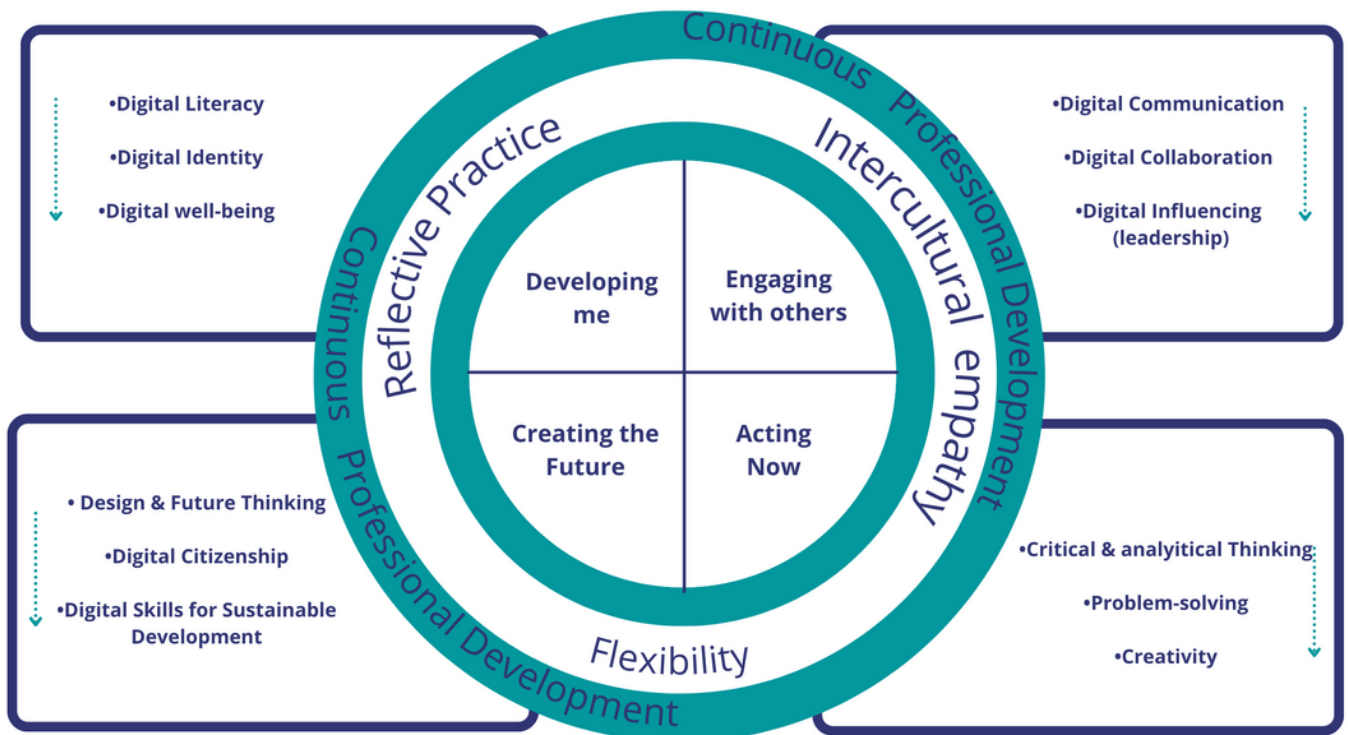 Continuous Professional Development
•Digital Literacy
•Digital Identity
•Digital well-being
•Digital Communication
•Digital Collaboration
•Digital Influencing
(leadership)
Reflective Practice
Intercultural empathy
Developing
me
Engaging
with others
Creating the
Future
Acting
Now
• Design & Future Thinking
•Digital Citizenship
•Digital Skills for Sustainable
Development
•Critical & analyitical Thinking
•Problem-solving
•Creativity
Flexibility
Continuous Professional Development